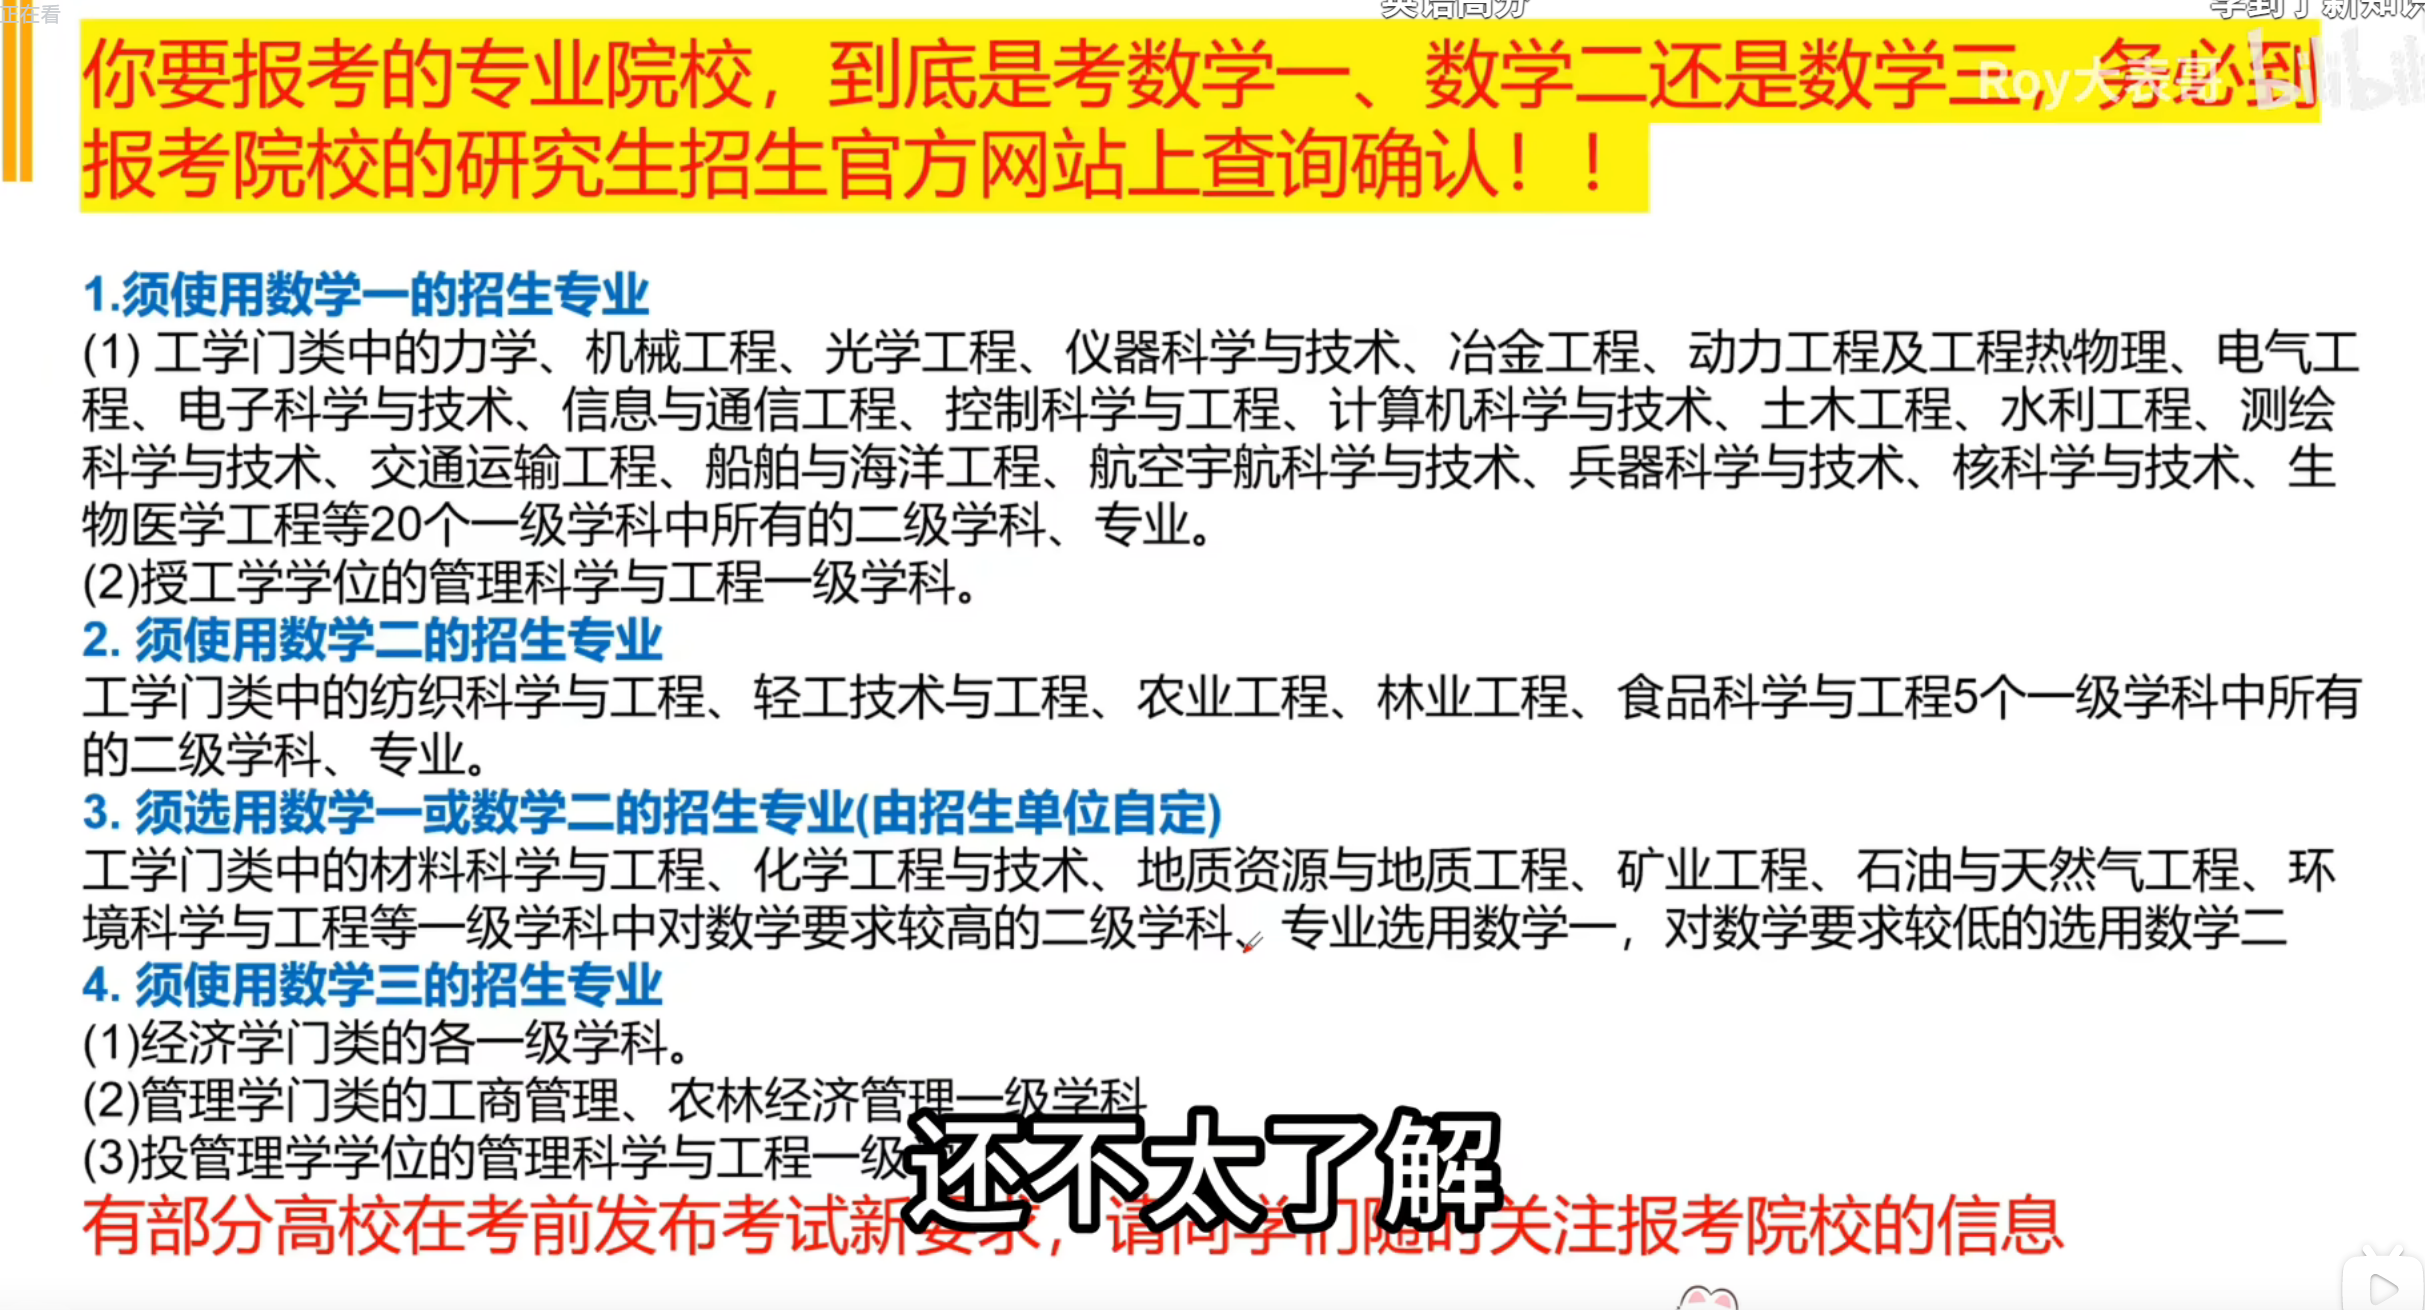 正在看
你要报考的专业院校，到底是考数学一、数学二还是数学三，务必到
Roy大表哥
报考院校的研究生招生官方网站上查询确认！！
1.须使用数学一的招生专业
(1) 工学门类中的力学、机械工程、光学工程、仪器科学与技术、冶金工程、动力工程及工程热物理、电气工
程、电子科学与技术、信息与通信工程、控制科学与工程、计算机科学与技术、土木工程、水利工程、测绘
科学与技术、交通运输工程、船舶与海洋工程、航空宇航科学与技术、兵器科学与技术、核科学与技术、生
物医学工程等20个一级学科中所有的二级学科、专业。
(2)授工学学位的管理科学与工程一级学科。
2. 须使用数学二的招生专业
工学门类中的纺织科学与工程、轻工技术与工程、农业工程、林业工程、食品科学与工程5个一级学科中所有
的二级学科、专业。
3. 须选用数学一或数学二的招生专业(由招生单位自定)
工学门类中的材料科学与工程、化学工程与技术、地质资源与地质工程、矿业工程、石油与天然气工程、环
境科学与工程等一级学科中对数学要求较高的二级学科、专业选用数学一，对数学要求较低的选用数学二
4. 须使用数学三的招生专业
(1)经济学门类的各一级学科。
(2)管理学门类的工商管理、农林经济管理一级学科
(3)投管理学学位的管理科学与工程一级
还不太了解
有部分高校在考前发布考试新要求，请同学们随时关注报考院校的信息